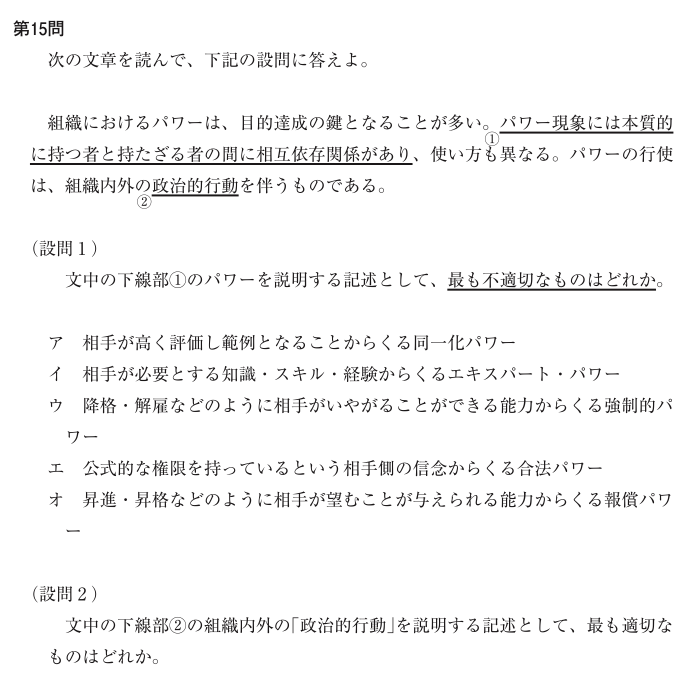 第15問
次の文章を読んで、下記の設問に答えよ。
組織におけるパワーは、目的達成の鍵となることが多い。パワー現象には本質的
①
に持つ者と持たざる者の間に相互依存関係があり、使い方も異なる。パワーの行使
は、組織内外の政治的行動を伴うものである。
②
(設問1)
文中の下線部①のパワーを説明する記述として、最も不適切なものはどれか。
ア 相手が高く評価し範例となることからくる同一化パワー
イ 相手が必要とする知識・スキル・経験からくるエキスパート・パワー
ウ 降格・解雇などのように相手がいやがることができる能力からくる強制的パ
ワー
エ 公式的な権限を持っているという相手側の信念からくる合法パワー
オ 昇進・昇格などのように相手が望むことが与えられる能力からくる報償パワ
ー
(設問2)
文中の下線部②の組織内外の「政治的行動」を説明する記述として、最も適切な
ものはどれか。